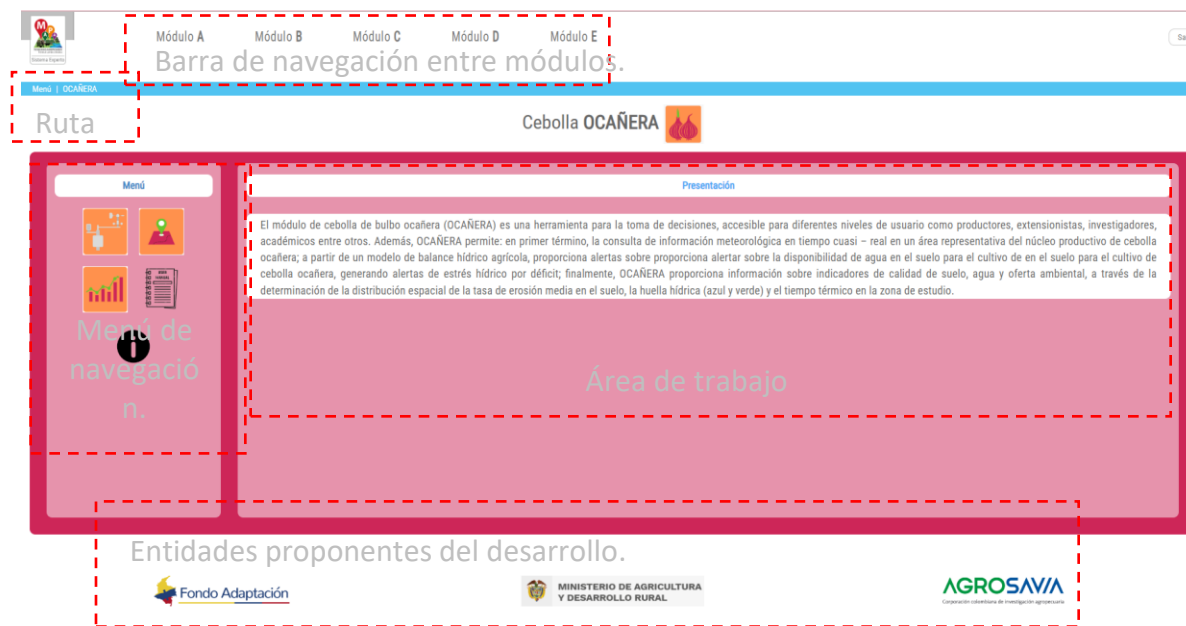 Módulo A Módulo B Módulo C Módulo D Módulo E
Sa
Sistema Experto
Barra de navegación entre módulos.
Menú | OCAÑERA
Ruta
Cebolla OCAÑERA
Menú
Presentación
El módulo de cebolla de bulbo ocañera (OCAÑERA) es una herramienta para la toma de decisiones, accesible para diferentes niveles de usuario como productores, extensionistas, investigadores,
académicos entre otros. Además, OCAÑERA permite: en primer término, la consulta de información meteorológica en tiempo cuasi – real en un área representativa del núcleo productivo de cebolla
ocañera; a partir de un modelo de balance hídrico agrícola, proporciona alertas sobre proporciona alertar sobre la disponibilidad de agua en el suelo para el cultivo de en el suelo para el cultivo de
cebolla ocañera, generando alertas de estrés hídrico por déficit; finalmente, OCAÑERA proporciona información sobre indicadores de calidad de suelo, agua y oferta ambiental, a través de la
determinación de la distribución espacial de la tasa de erosión media en el suelo, la huella hídrica (azul y verde) y el tiempo térmico en la zona de estudio.
Menú de
navegació
n.
Área de trabajo
Entidades proponentes del desarrollo.
Fondo Adaptación
MINISTERIO DE AGRICULTURA
Y DESARROLLO RURAL
AGROSAVIA
Corporación colombiana de investigación agropecuaria